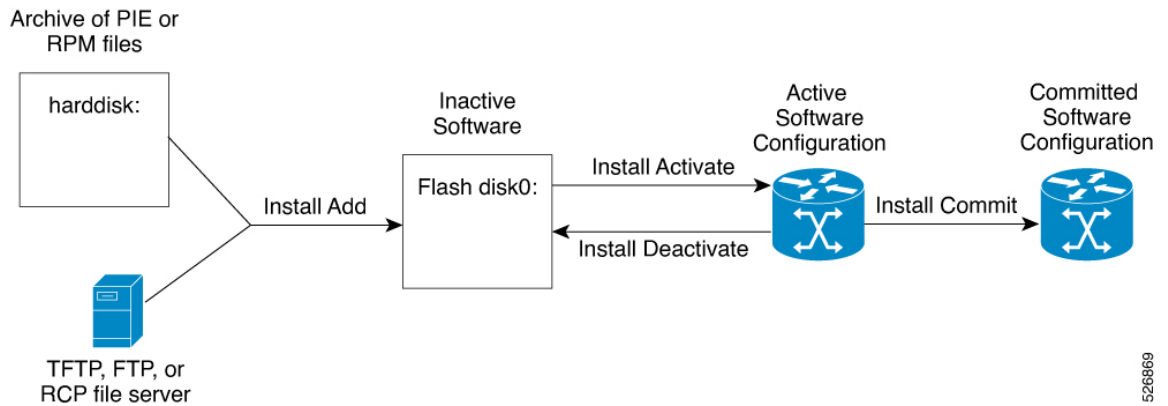 Archive of PIE or
RPM files
harddisk:
TFTP, FTP, or
RCP file server
Install Add
Inactive
Software
Flash disk0:
Install Activate
Install Deactivate
Active
Software
Configuration
Install Commit
Committed
Software
Configuration
526869